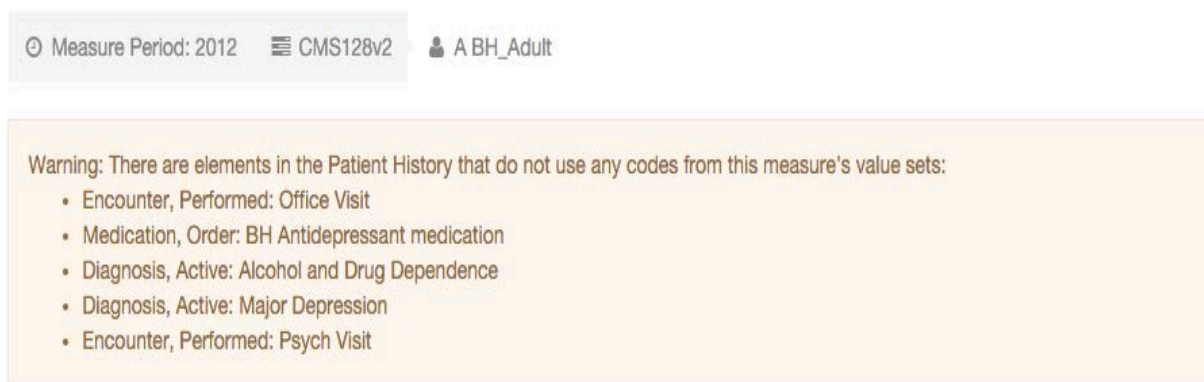 Measure Period: 2012 CMS128v2 A BH_Adult
Warning: There are elements in the Patient History that do not use any codes from this measure's value sets:
• Encounter, Performed: Office Visit
• Medication, Order: BH Antidepressant medication
• Diagnosis, Active: Alcohol and Drug Dependence
• Diagnosis, Active: Major Depression
• Encounter, Performed: Psych Visit